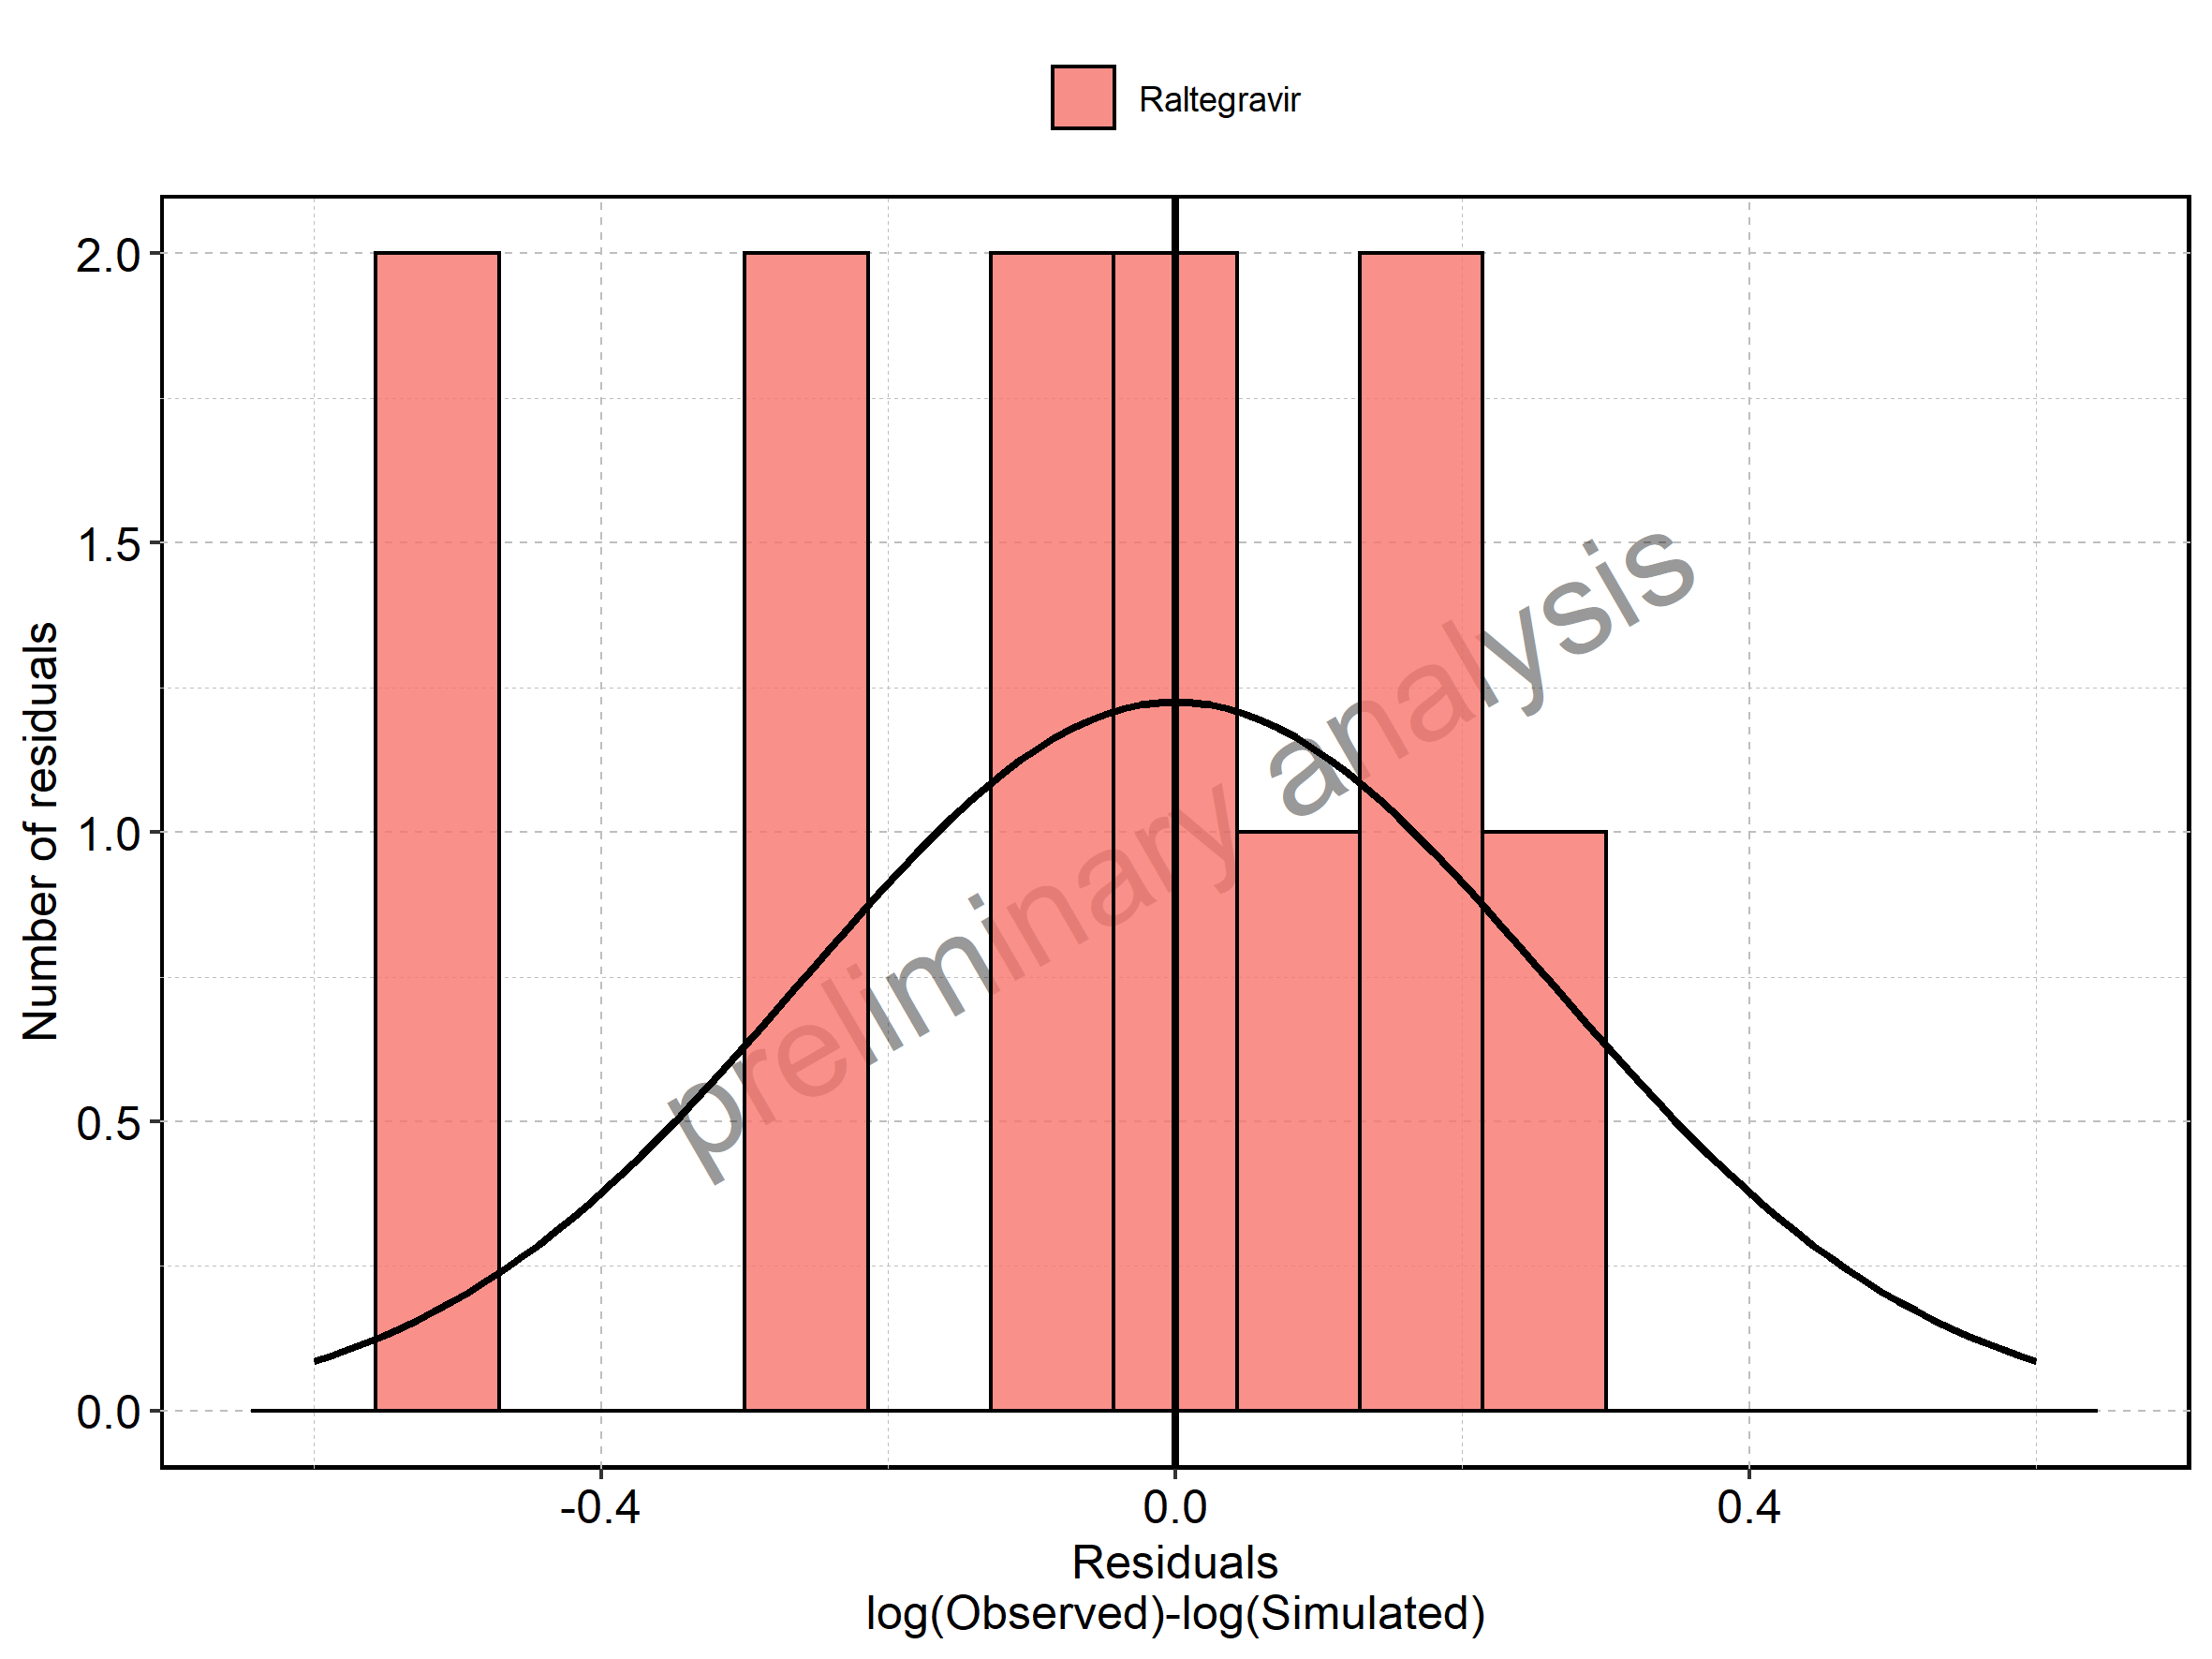 Raltegravir
2.0
1.5
1.0
0.5
0.0
Number of residuals
preliminary analysis
-0.4 0.0 0.4
Residuals
log(Observed)-log(Simulated)